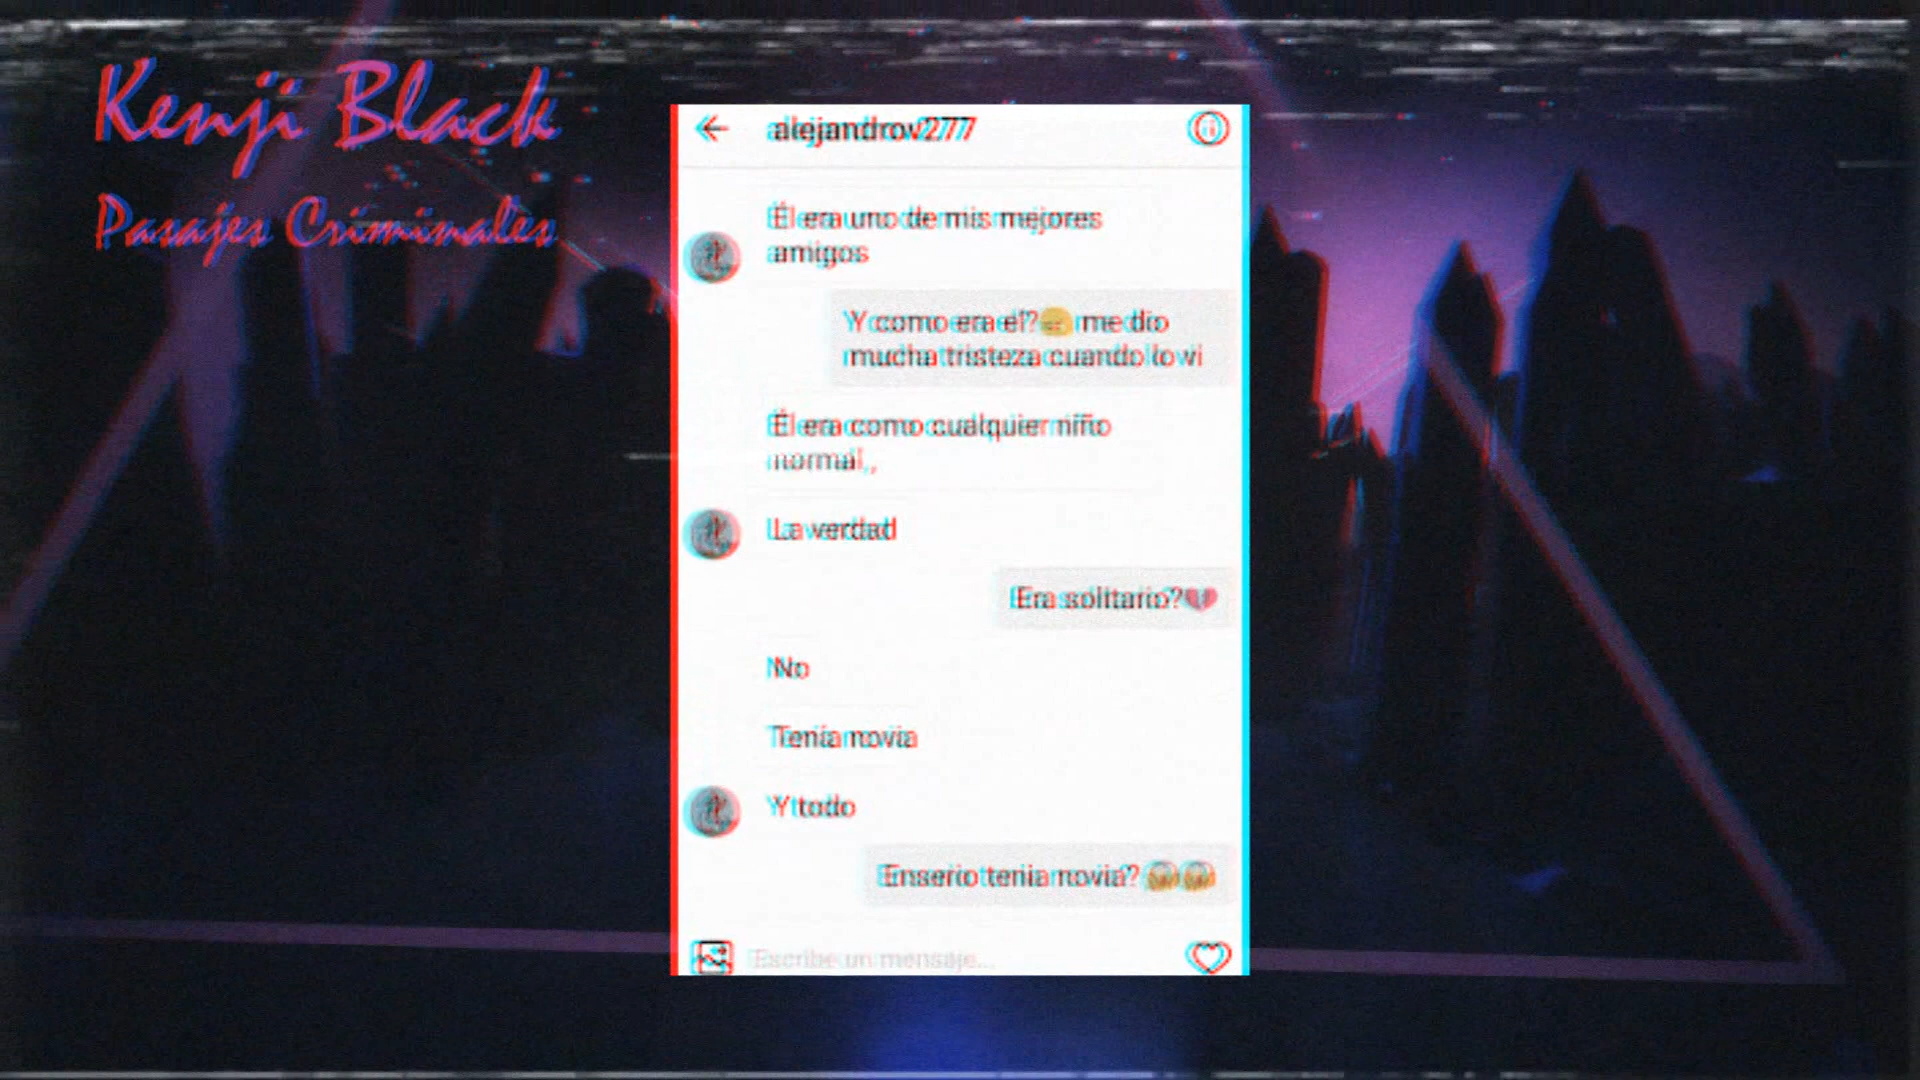 Kenji Black
Pasajes Criminales
alejandrov277
Él era uno de mis mejores
amigos
Y como era él? me dio
mucha tristeza cuando lo vi
Él era como cualquier niño
normal,,
La verdad
Era solitario?💔
No
Tenia novia
Y todo
Enserio tenia novia?😱😱
Escribe un mensaje...